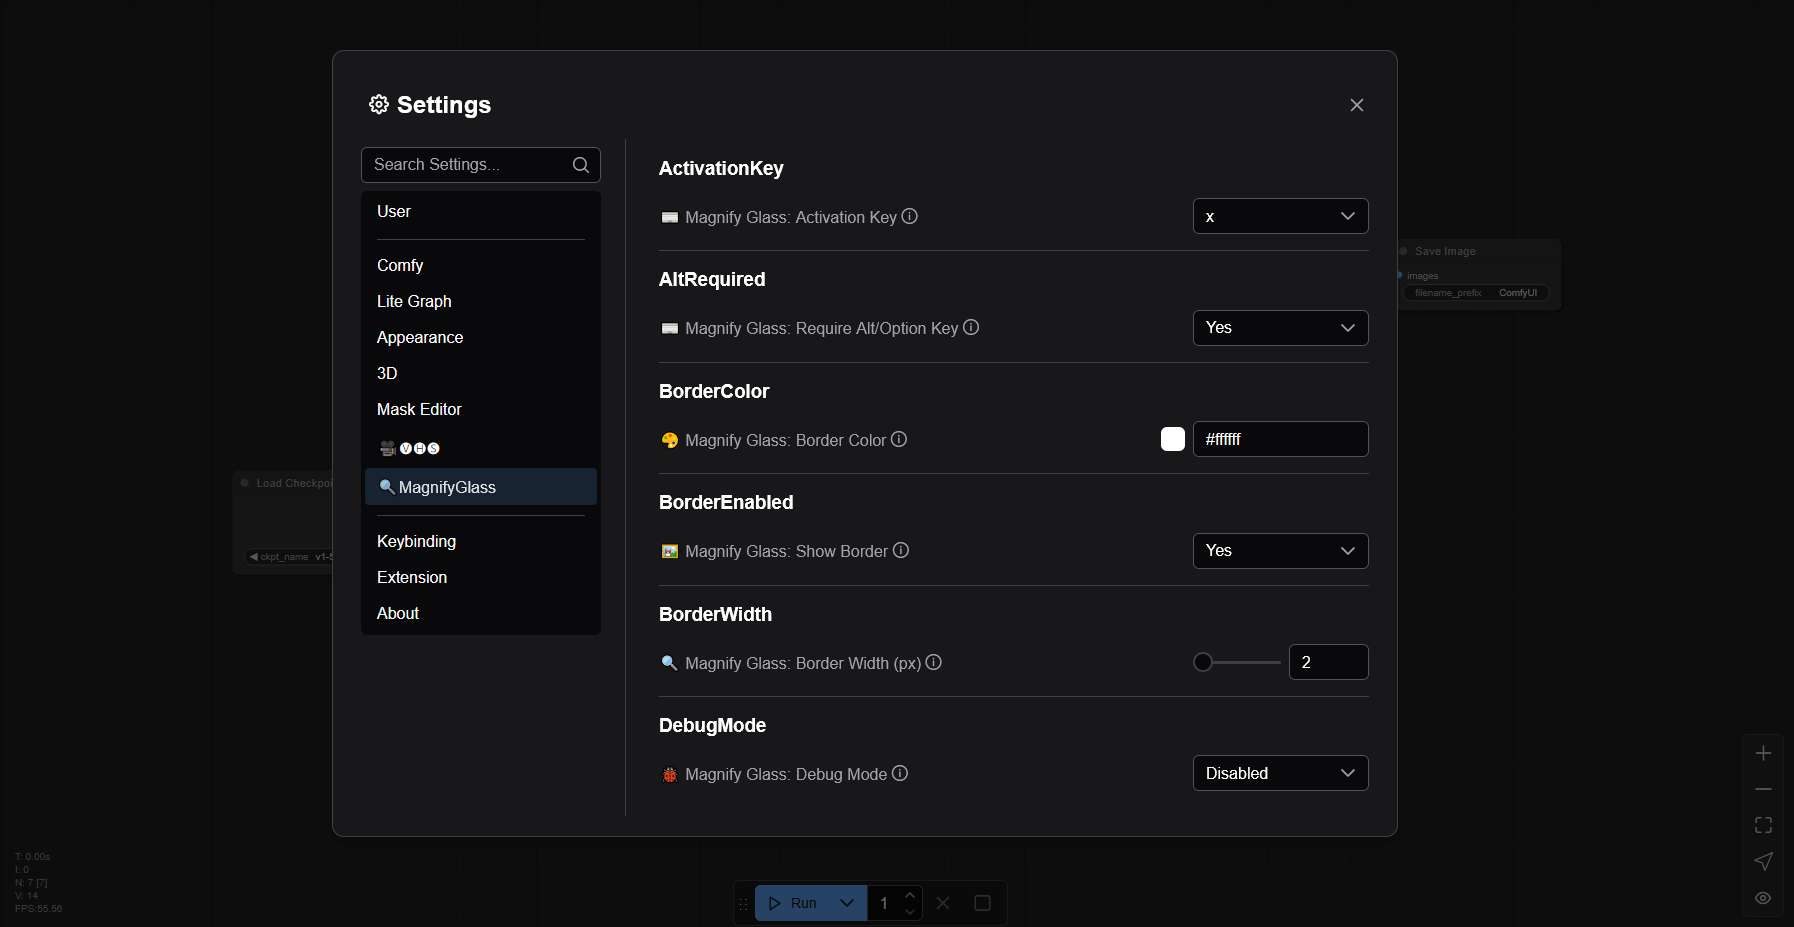 Settings
Search Settings...
User
Comfy
Lite Graph
Appearance
3D
Mask Editor
🎥🅥🅗🅢
🔍 MagnifyGlass
Keybinding
Extension
About
ActivationKey
⌨️ Magnify Glass: Activation Key
x
AltRequired
⌨️ Magnify Glass: Require Alt/Option Key
Yes
BorderColor
🎨 Magnify Glass: Border Color
#ffffff
BorderEnabled
🖼️ Magnify Glass: Show Border
Yes
BorderWidth
🔍 Magnify Glass: Border Width (px)
2
DebugMode
🐞 Magnify Glass: Debug Mode
Disabled
Save Image
images
filename_prefix ComfyUI
Load Checkpoi
ckpt_name v1-5
T: 0.00s
I: 0
N: 7 [7]
V: 14
FPS:55.56
Run
1